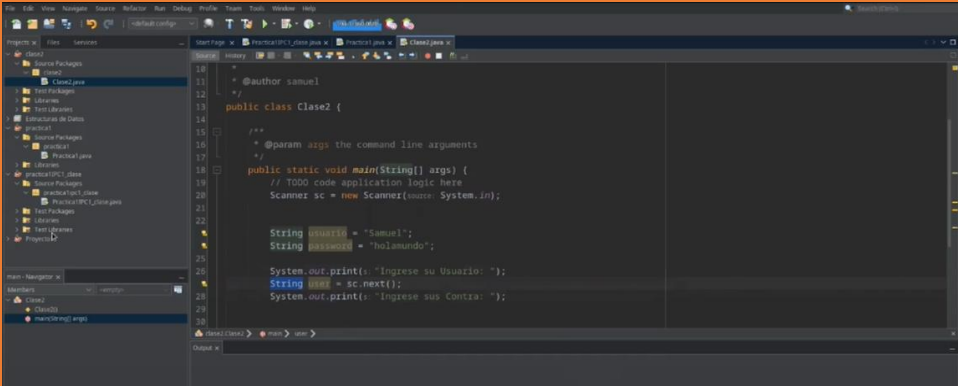 File Edit View Navigate Source Refactor Run Debug Profile Team Tools Window Help
<default config>
Projects × Files Services
Start Page × Practica1IPC1_clase.java × Practica1.java × Clase2.java ×
Source History
clase2
Source Packages
clase2
Clase2.java
Test Packages
Libraries
Test Libraries
Estructuras de Datos
practica1
Source Packages
practica1
Practica1.java
Libraries
practica1IPC1_clase
Source Packages
practica1ipc1_clase
Practica1IPC1_clase.java
Test Packages
Libraries
Test Libraries
main - Navigator ×
Members <empty>
Clase2
Clase2()
main(String[] args)
10 *
11 * @author samuel
12 */
13 public class Clase2 {
14
15 /**
16 * @param args the command line arguments
17 */
18 public static void main(String[] args) {
19 // TODO code application logic here
20 Scanner sc = new Scanner(source: System.in);
21
22
String usuario = "Samuel";
String password = "holamundo";
System.out.print(s: "Ingrese su Usuario: ");
String user = sc.next();
28 System.out.print(s: "Ingrese sus Contra: ");
29
30
clase2.Clase2 main user
Output ×